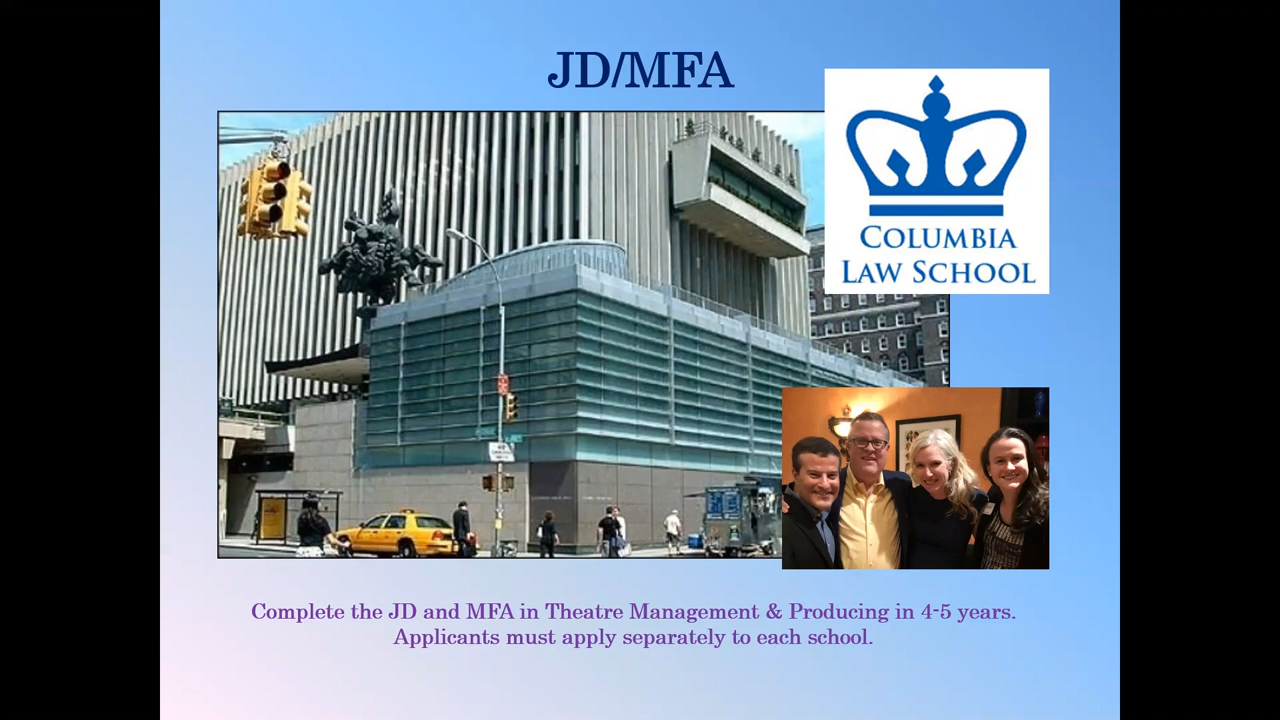 JD/MFA
COLUMBIA
LAW SCHOOL
Complete the JD and MFA in Theatre Management & Producing in 4-5 years.
Applicants must apply separately to each school.